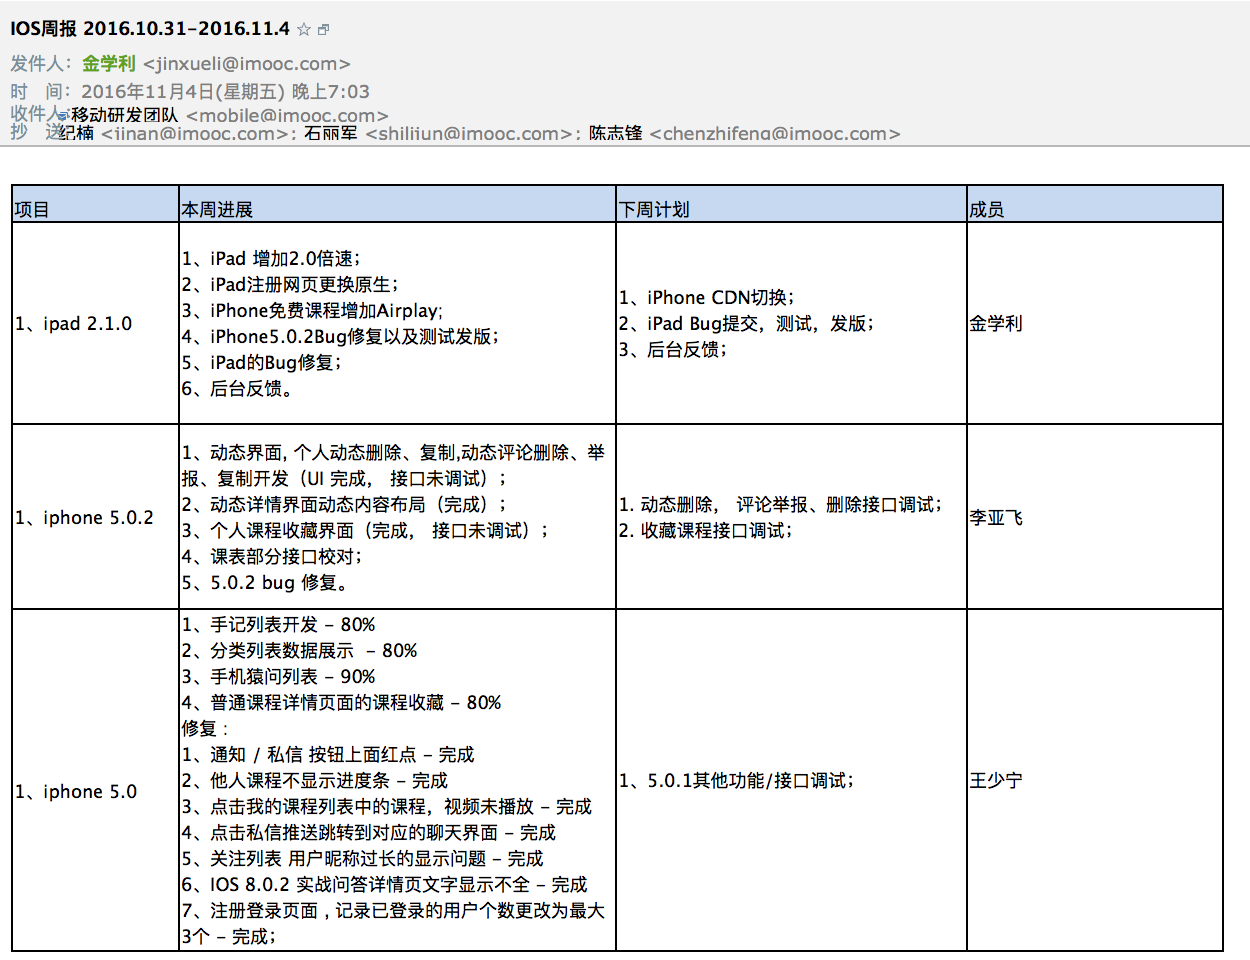 IOS周报 2016.10.31-2016.11.4
发件人：金学利 <jinxueli@imooc.com>
时　间：2016年11月4日(星期五) 晚上7:03
收件人：移动研发团队 <mobile@imooc.com>
抄　送：纪楠 <jinan@imooc.com>; 石丽军 <shilijun@imooc.com>; 陈志锋 <chenzhifeng@imooc.com>
项目
本周进展
下周计划
成员
1、ipad 2.1.0
1、iPad 增加2.0倍速；
2、iPad注册网页更换原生；
3、iPhone免费课程增加Airplay;
4、iPhone5.0.2Bug修复以及测试发版；
5、iPad的Bug修复；
6、后台反馈。
1、iPhone CDN切换；
2、iPad Bug提交，测试，发版；
3、后台反馈；
金学利
1、iphone 5.0.2
1、动态界面, 个人动态删除、复制,动态评论删除、举
报、复制开发（UI 完成， 接口未调试）；
2、动态详情界面动态内容布局（完成）；
3、个人课程收藏界面（完成， 接口未调试）；
4、课表部分接口校对；
5、5.0.2 bug 修复。
1. 动态删除， 评论举报、删除接口调试；
2. 收藏课程接口调试；
李亚飞
1、iphone 5.0
1、手记列表开发 – 80%
2、分类列表数据展示 – 80%
3、手机猿问列表 – 90%
4、普通课程详情页面的课程收藏 – 80%
修复：
1、通知 / 私信 按钮上面红点 – 完成
2、他人课程不显示进度条 – 完成
3、点击我的课程列表中的课程，视频未播放 – 完成
4、点击私信推送跳转到对应的聊天界面 – 完成
5、关注列表 用户昵称过长的显示问题 – 完成
6、IOS 8.0.2 实战问答详情页文字显示不全 – 完成
7、注册登录页面 , 记录已登录的用户个数更改为最大
3个 – 完成；
1、5.0.1其他功能/接口调试；
王少宁